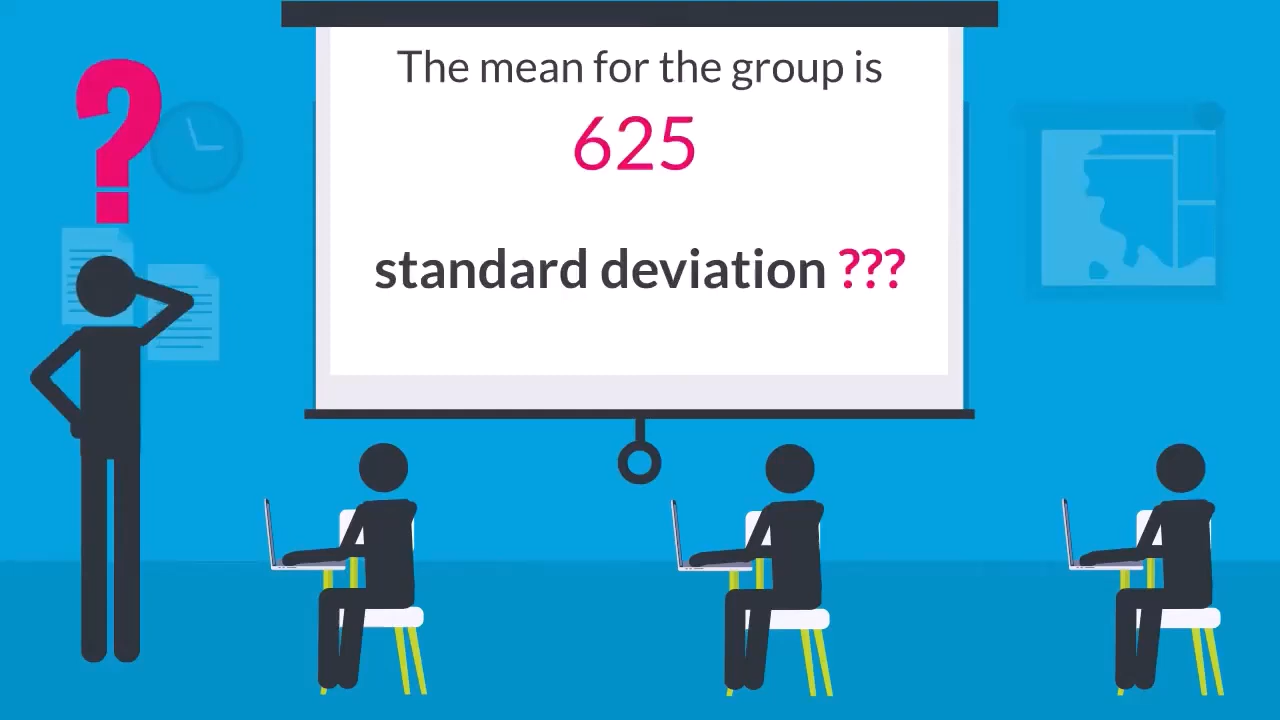 The mean for the group is
625
standard deviation ???
?